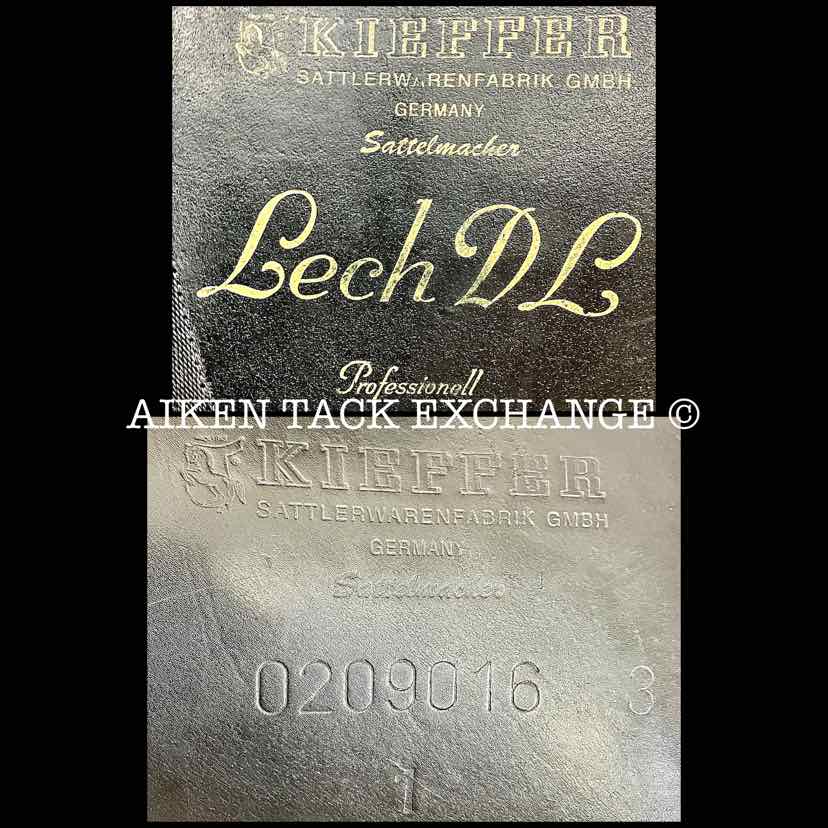 KIEFFER
SATTLERWARENFABRIK GMBH
GERMANY
Sattelmacher
Lech DL
Professionell
AIKEN TACK EXCHANGE ©
KIEFFER
SATTLERWARENFABRIK GMBH
GERMANY
Sattelmacher
0209016 3
1